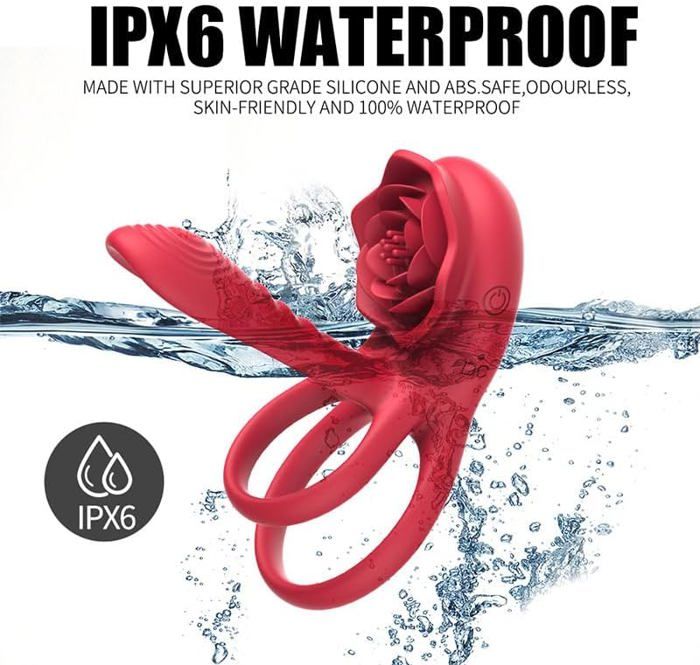 IPX6 WATERPROOF
MADE WITH SUPERIOR GRADE SILICONE AND ABS.SAFE,ODOURLESS,
SKIN-FRIENDLY AND 100% WATERPROOF
IPX6